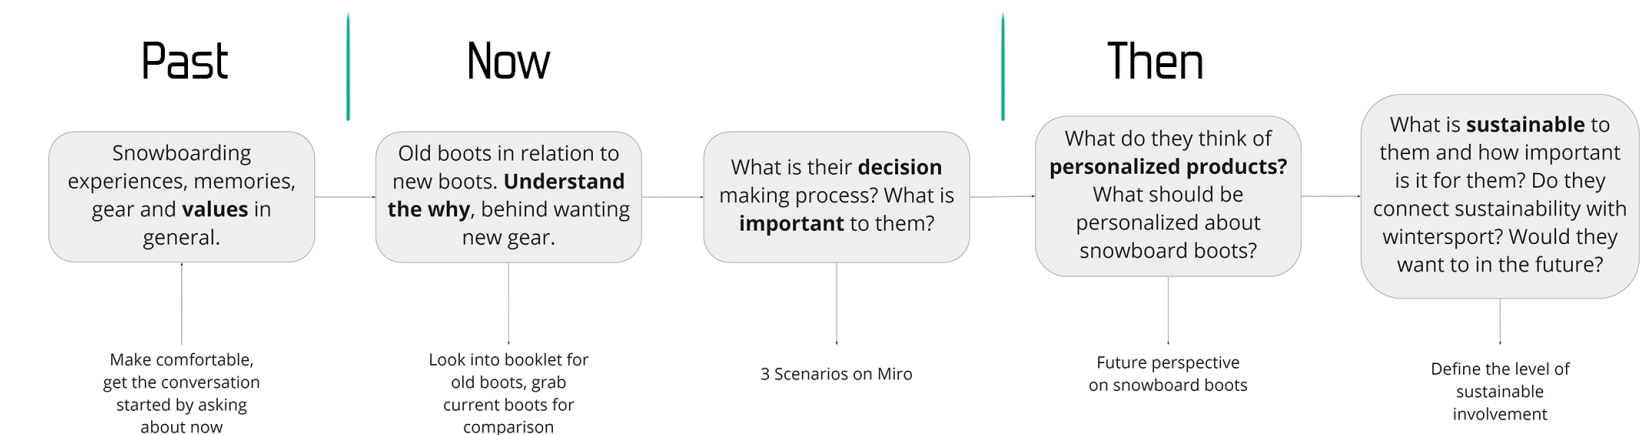 Past
Now
Then
Snowboarding
experiences, memories,
gear and values in
general.
Old boots in relation to
new boots. Understand
the why, behind wanting
new gear.
What is their decision
making process? What is
important to them?
What do they think of
personalized products?
What should be
personalized about
snowboard boots?
What is sustainable to
them and how important
is it for them? Do they
connect sustainability with
wintersport? Would they
want to in the future?
Make comfortable,
get the conversation
started by asking
about now
Look into booklet for
old boots, grab
current boots for
comparison
3 Scenarios on Miro
Future perspective
on snowboard boots
Define the level of
sustainable
involvement